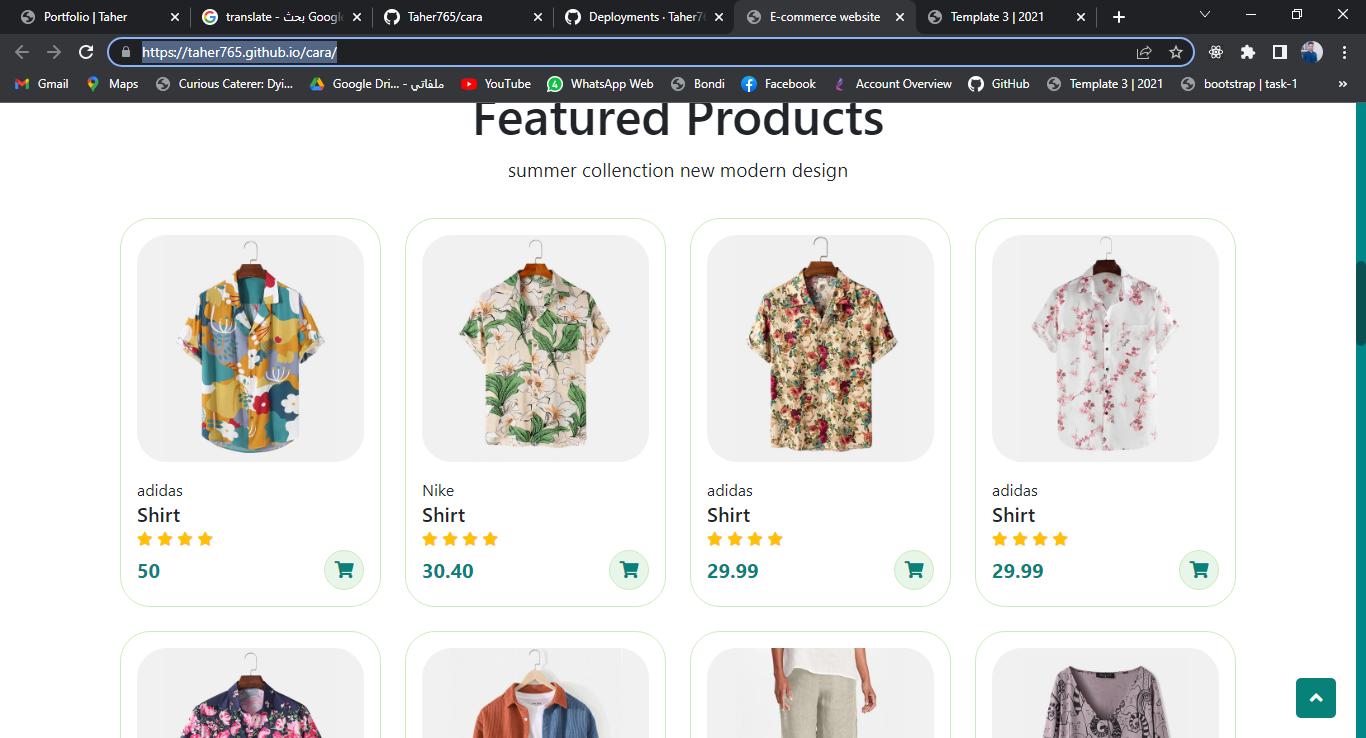 Portfolio | Taher
translate - بحث Google
Taher765/cara
Deployments · Taher7
E-commerce website
Template 3 | 2021
https://taher765.github.io/cara/
Gmail
Maps
Curious Caterer: Dyi...
Google Dri... - ملفاتي
YouTube
WhatsApp Web
Bondi
Facebook
Account Overview
GitHub
Template 3 | 2021
bootstrap | task-1
»
Featured Products
summer collenction new modern design
adidas
Shirt
50
Nike
Shirt
30.40
adidas
Shirt
29.99
adidas
Shirt
29.99